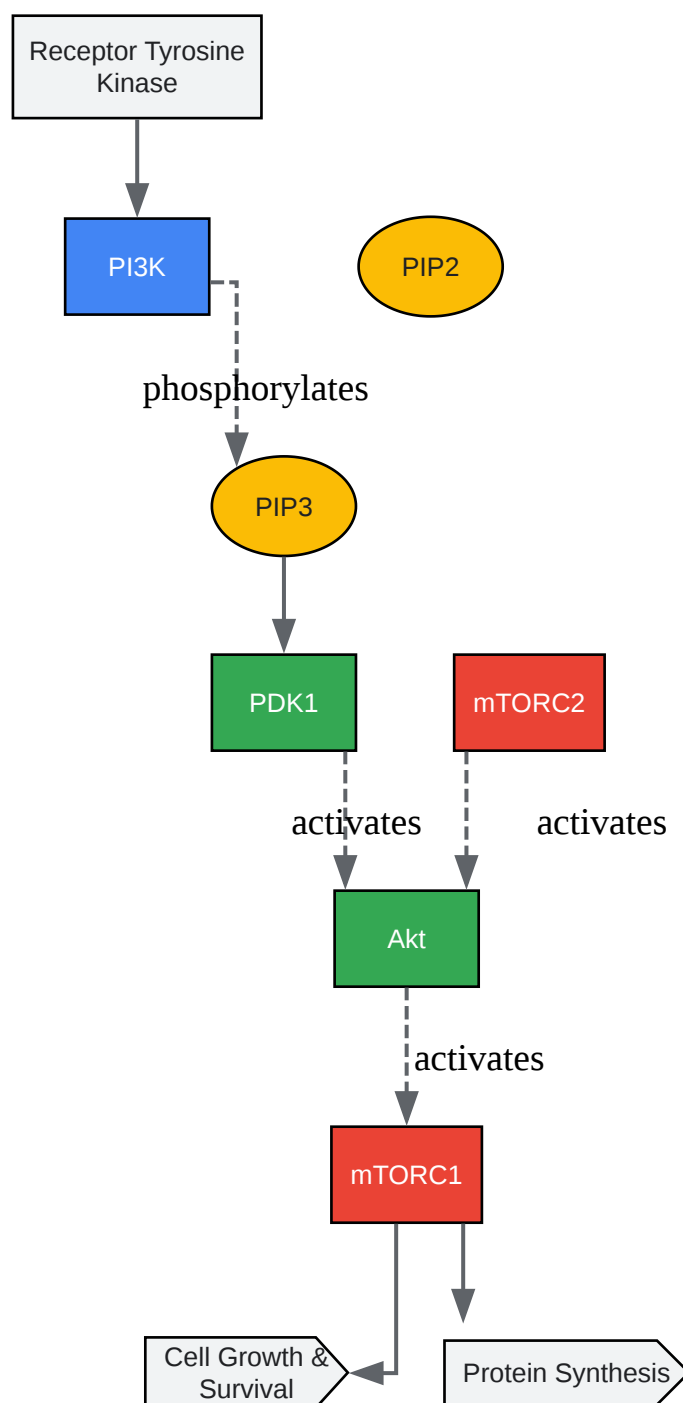 Receptor Tyrosine
Kinase
PI3K
PIP2
phosphorylates
PIP3
PDK1
mTORC2
activates
activates
Akt
activates
mTORC1
Cell Growth &
Survival
Protein Synthesis